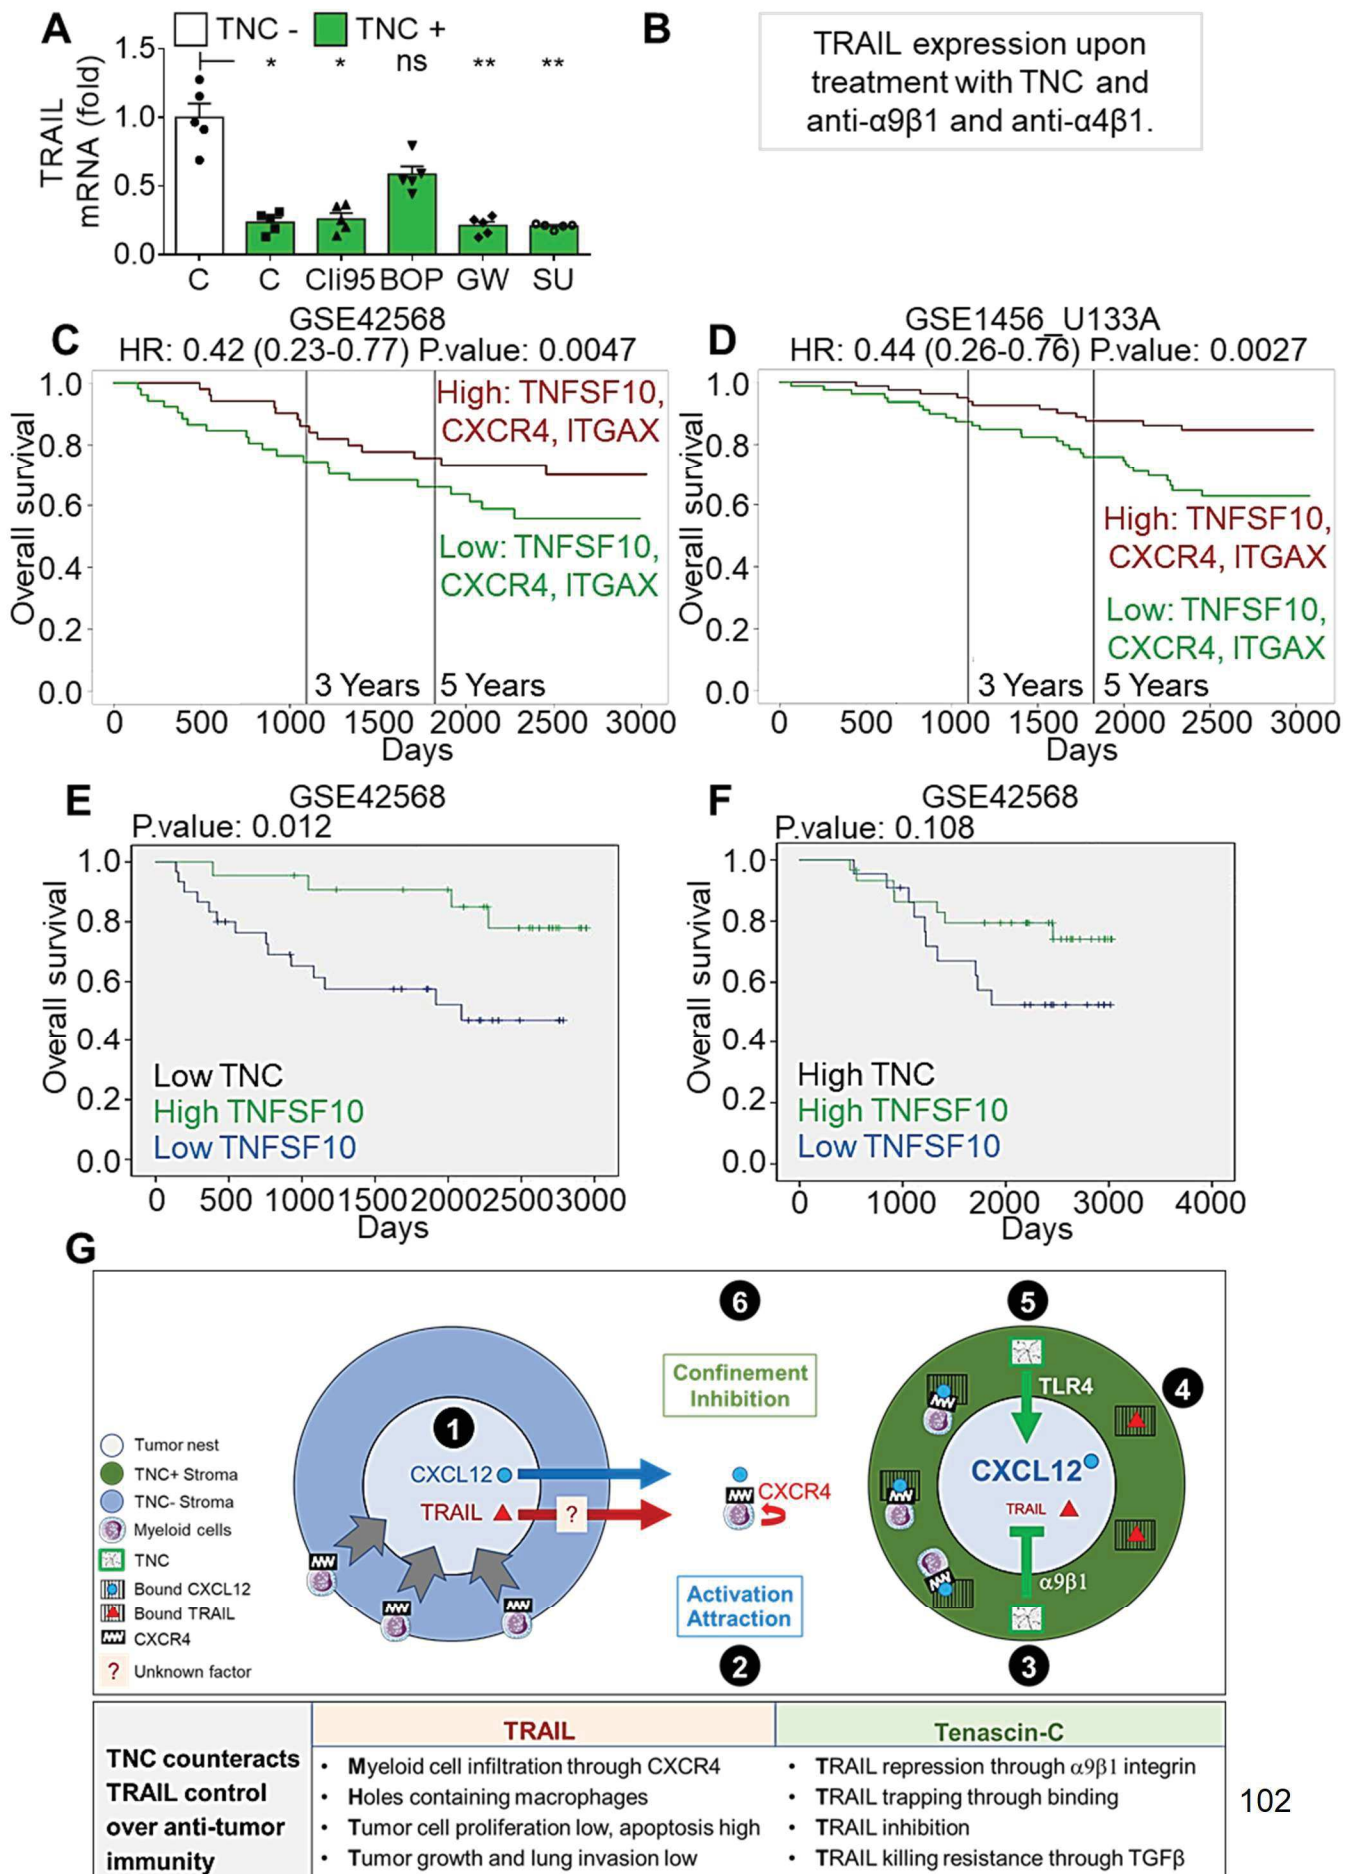 A
TNC - TNC +
B
TRAIL expression upon
treatment with TNC and
anti-α9β1 and anti-α4β1.
TRAIL
mRNA (fold)
1.5
1.0
0.5
0.0
* * ns ** **
C C Cli95 BOP GW SU
C
GSE42568
HR: 0.42 (0.23-0.77) P.value: 0.0047
Overall survival
1.0
0.8
0.6
0.4
0.2
0.0
High: TNFSF10,
CXCR4, ITGAX
Low: TNFSF10,
CXCR4, ITGAX
3 Years 5 Years
0 500 1000 1500 2000 2500 3000
Days
D
GSE1456_U133A
HR: 0.44 (0.26-0.76) P.value: 0.0027
Overall survival
1.0
0.8
0.6
0.4
0.2
0.0
High: TNFSF10,
CXCR4, ITGAX
Low: TNFSF10,
CXCR4, ITGAX
3 Years 5 Years
0 500 1000 1500 2000 2500 3000
Days
E
GSE42568
P.value: 0.012
Overall survival
1.0
0.8
0.6
0.4
0.2
0.0
Low TNC
High TNFSF10
Low TNFSF10
0 500 1000 1500 2000 2500 3000
Days
F
GSE42568
P.value: 0.108
Overall survival
1.0
0.8
0.6
0.4
0.2
0.0
High TNC
High TNFSF10
Low TNFSF10
0 1000 2000 3000 4000
Days
G
Tumor nest
TNC+ Stroma
TNC- Stroma
Myeloid cells
TNC
Bound CXCL12
Bound TRAIL
CXCR4
? Unknown factor
1
CXCL12
TRAIL
?
6
Confinement
Inhibition
CXCR4
Activation
Attraction
2
5
TLR4
4
CXCL12
TRAIL
α9β1
3
TNC counteracts
TRAIL control
over anti-tumor
immunity
TRAIL
• Myeloid cell infiltration through CXCR4
• Holes containing macrophages
• Tumor cell proliferation low, apoptosis high
• Tumor growth and lung invasion low
Tenascin-C
• TRAIL repression through α9β1 integrin
• TRAIL trapping through binding
• TRAIL inhibition
• TRAIL killing resistance through TGFβ
102